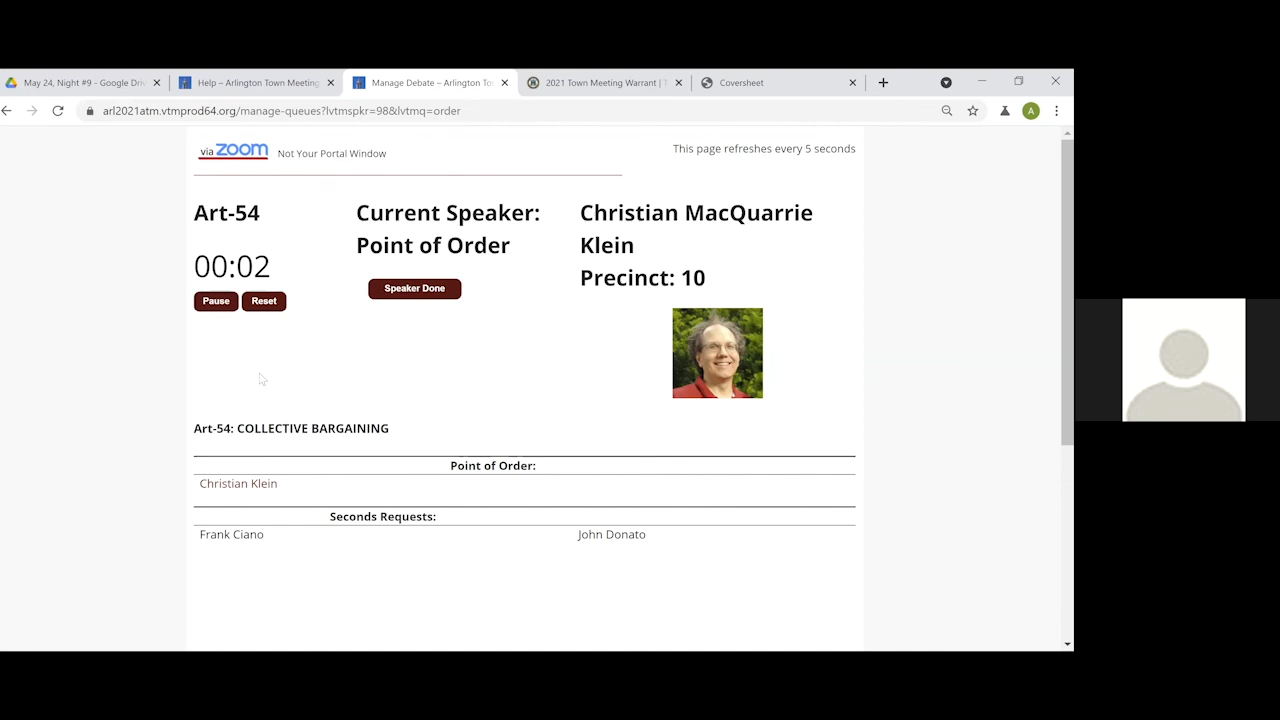 May 24, Night #9 - Google Dri
Help – Arlington Town Meeting
Manage Debate – Arlington To
2021 Town Meeting Warrant | T
Coversheet
arl2021atm.vtmprod64.org/manage-queues?lvtmspkr=98&lvtmq=order
A
via zoom
Not Your Portal Window
This page refreshes every 5 seconds
Art-54
Current Speaker:
Point of Order
Christian MacQuarrie
Klein
Precinct: 10
00:02
Pause
Reset
Speaker Done
Art-54: COLLECTIVE BARGAINING
Point of Order:
Christian Klein
Seconds Requests:
Frank Ciano
John Donato